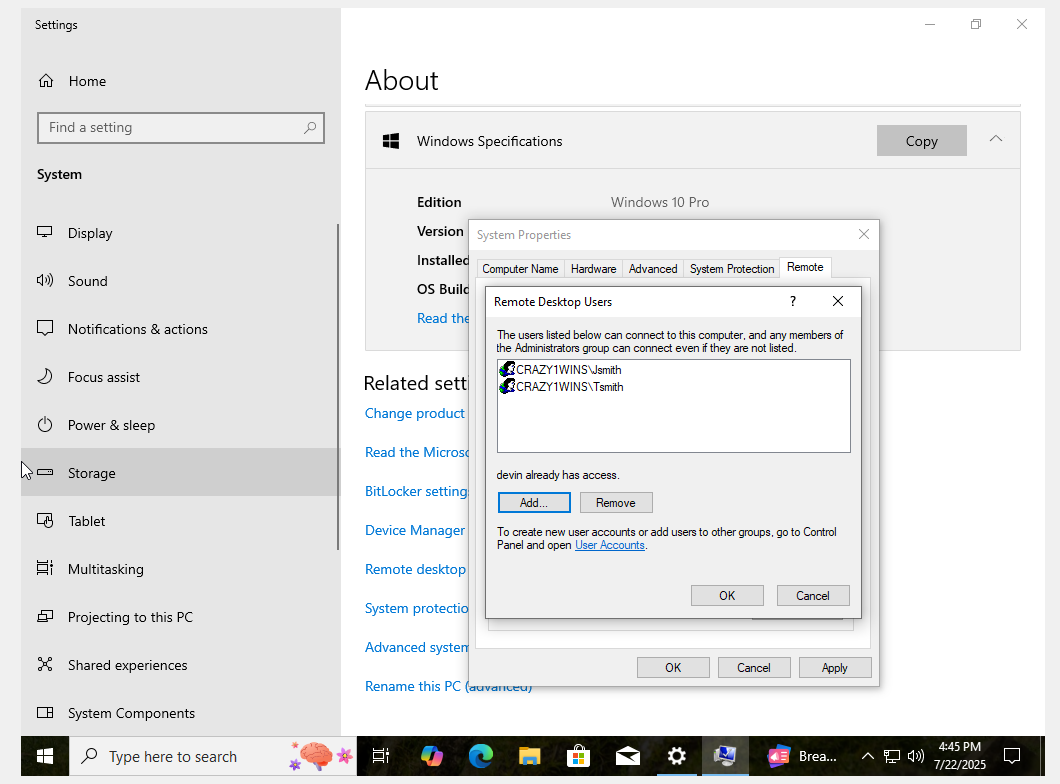 Settings
Home
Find a setting
System
Display
Sound
Notifications & actions
Focus assist
Power & sleep
Storage
Tablet
Multitasking
Projecting to this PC
Shared experiences
System Components
About
Windows Specifications
Copy
Edition Windows 10 Pro
Version
Installed
OS Build
Read the
Related setti
Change product
Read the Microso
BitLocker settings
Device Manager
Remote desktop
System protectio
Advanced system
Rename this PC (advanced)
System Properties
Computer Name Hardware Advanced System Protection Remote
Remote Desktop Users ?
The users listed below can connect to this computer, and any members of
the Administrators group can connect even if they are not listed.
CRAZY1WINS\Jsmith
CRAZY1WINS\Tsmith
devin already has access.
Add... Remove
To create new user accounts or add users to other groups, go to Control
Panel and open User Accounts.
OK Cancel
OK Cancel Apply
Type here to search
Brea...
4:45 PM
7/22/2025